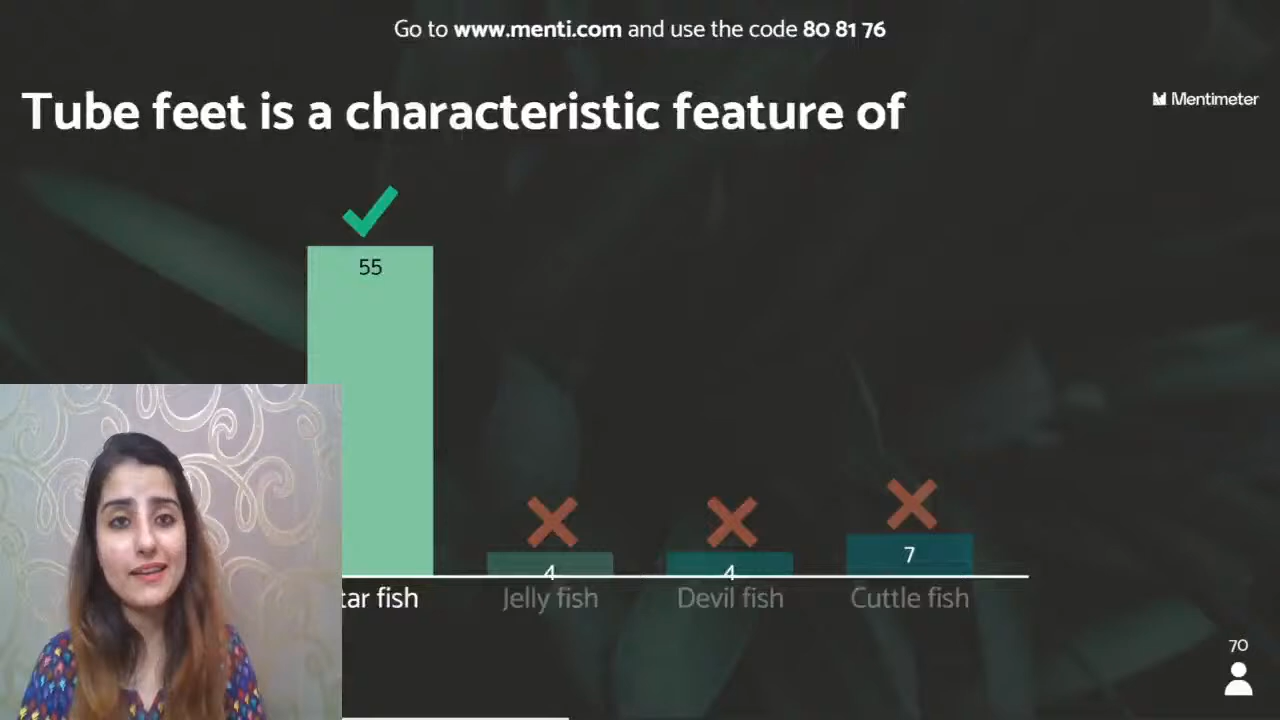 Go to www.menti.com and use the code 80 81 76
Tube feet is a characteristic feature of
Mentimeter
55
4
4
7
tar fish
Jelly fish
Devil fish
Cuttle fish
70